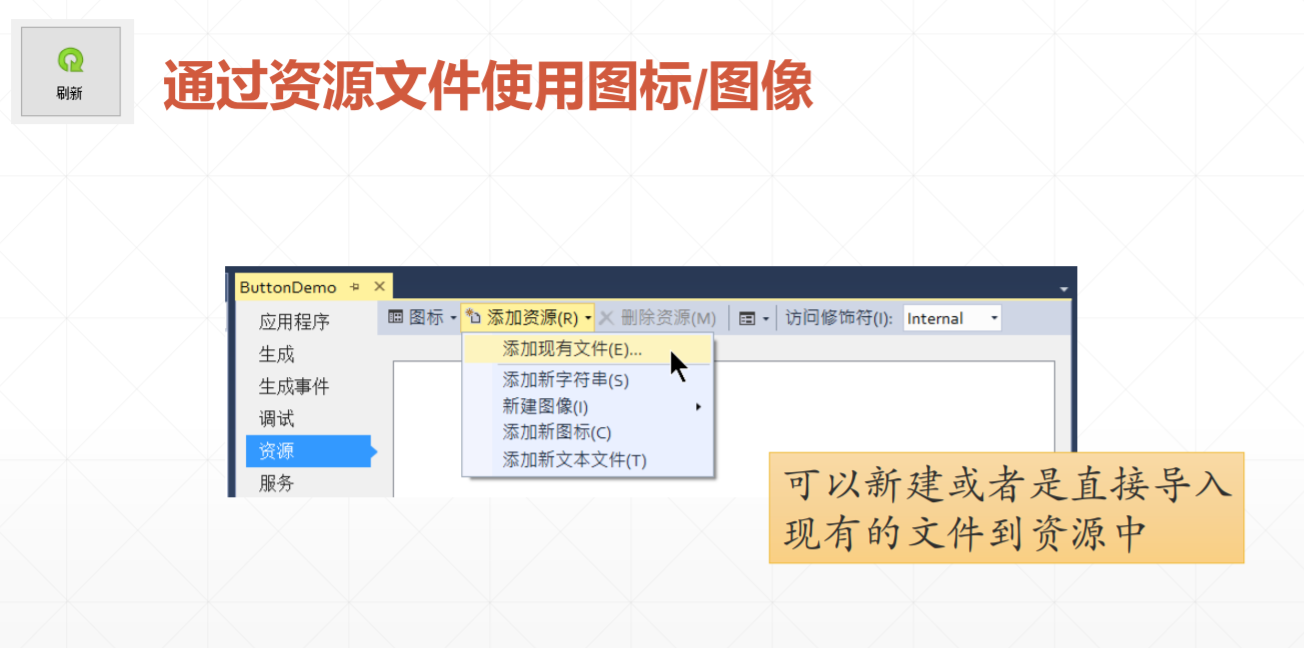 刷新
通过资源文件使用图标/图像
ButtonDemo
应用程序
生成
生成事件
调试
资源
服务
图标 添加资源(R) 删除资源(M) 访问修饰符(I): Internal
添加现有文件(E)...
添加新字符串(S)
新建图像(I)
添加新图标(C)
添加新文本文件(T)
可以新建或者是直接导入
现有的文件到资源中